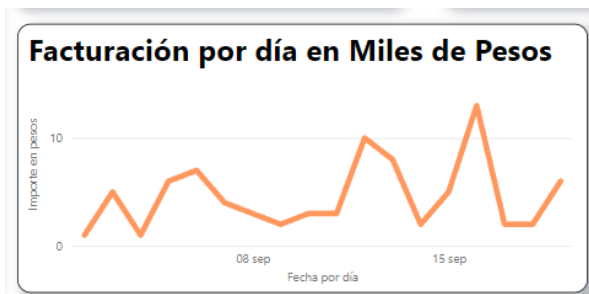 Facturación por día en Miles de Pesos
Importe en pesos
10
0
08 sep
15 sep
Fecha por día